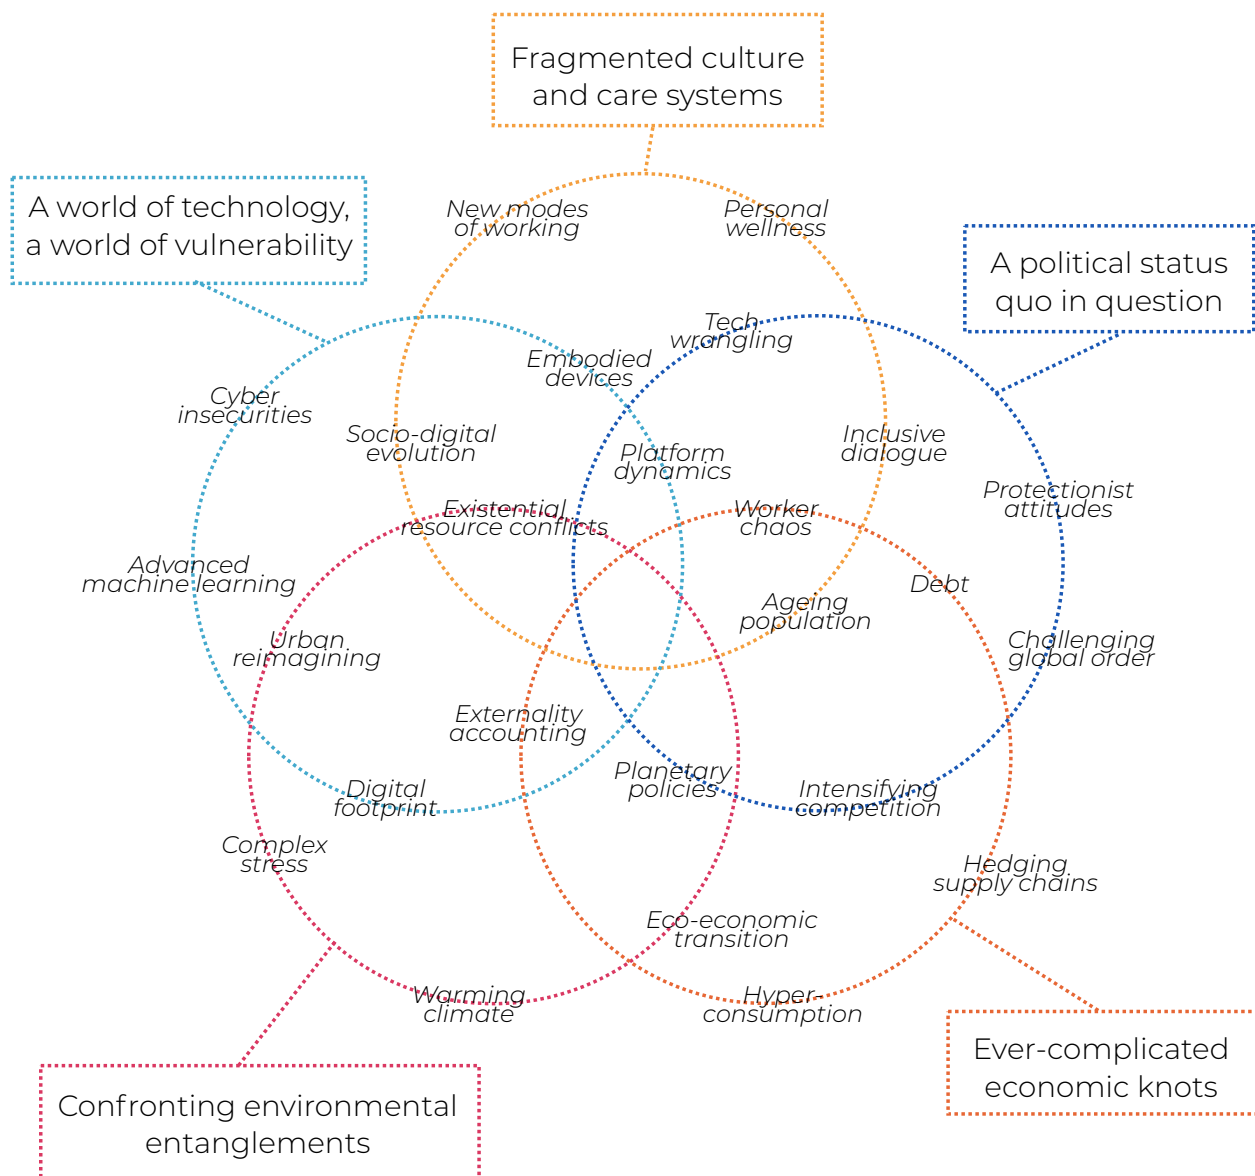 Fragmented culture
and care systems
A world of technology,
a world of vulnerability
New modes
of working
Personal
wellness
A political status
quo in question
Tech
wrangling
Embodied
devices
Cyber
insecurities
Socio-digital
evolution
Platform
dynamics
Inclusive
dialogue
Existential
resource conflicts
Worker
chaos
Protectionist
attitudes
Advanced
machine learning
Debt
Ageing
population
Urban
reimagining
Challenging
global order
Externality
accounting
Planetary
policies
Digital
footprint
Intensifying
competition
Complex
stress
Hedging
supply chains
Eco-economic
transition
Warming
climate
Hyper-
consumption
Ever-complicated
economic knots
Confronting environmental
entanglements